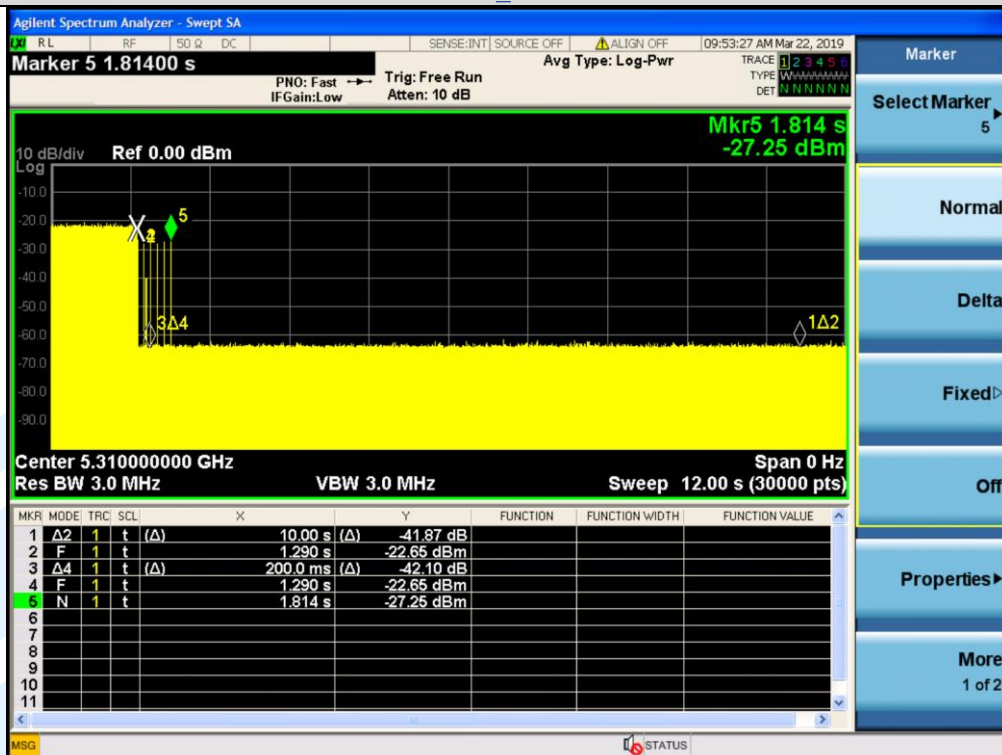 Agilent Spectrum Analyzer - Swept SA
LXI RL RF 50 Ω DC SENSE:INT SOURCE OFF ALIGN OFF 09:53:27 AM Mar 22, 2019
Marker 5 1.81400 s
PNO: Fast Trig: Free Run Avg Type: Log-Pwr TRACE 1 2 3 4 5 6
IFGain:Low Atten: 10 dB TYPE W
DET N N N N N N
Mkr5 1.814 s
10 dB/div Ref 0.00 dBm -27.25 dBm
Log
-10.0
-20.0
5
-30.0
-40.0
-50.0
3Δ4
1Δ2
-60.0
-70.0
-80.0
-90.0
Center 5.310000000 GHz Span 0 Hz
Res BW 3.0 MHz VBW 3.0 MHz Sweep 12.00 s (30000 pts)
MKR MODE TRC SCL X Y FUNCTION FUNCTION WIDTH FUNCTION VALUE
1 Δ2 1 t (Δ) 10.00 s (Δ) -41.87 dB
2 F 1 t 1.290 s -22.65 dBm
3 Δ4 1 t (Δ) 200.0 ms (Δ) -42.10 dB
4 F 1 t 1.290 s -22.65 dBm
5 N 1 t 1.814 s -27.25 dBm
6
7
8
9
10
11
MSG STATUS
Marker
Select Marker
5
Normal
Delta
Fixed
Off
Properties
More
1 of 2